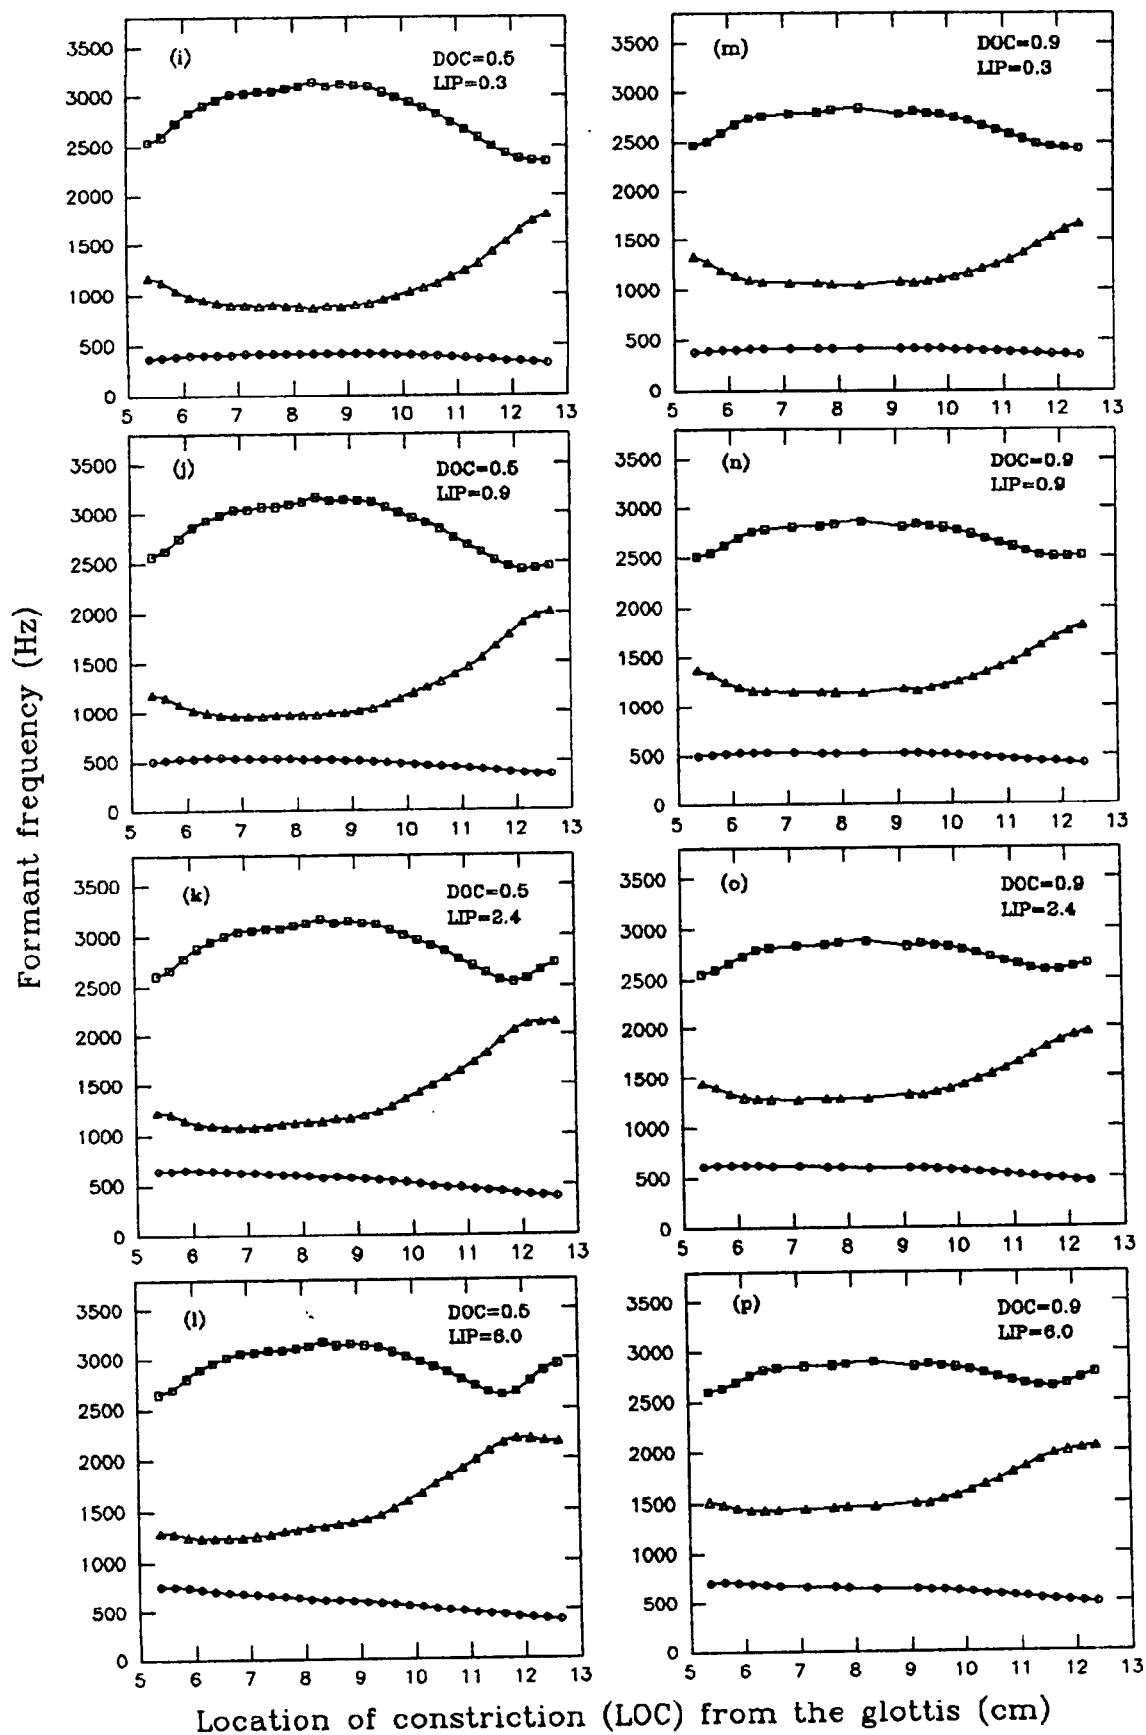 3500
3000
2500
2000
1500
1000
500
0
(i)
DOC=0.5
LIP=0.3
5 6 7 8 9 10 11 12 13
3500
3000
2500
2000
1500
1000
500
0
(m)
DOC=0.9
LIP=0.3
5 6 7 8 9 10 11 12 13
3500
3000
2500
2000
1500
1000
500
0
(j)
DOC=0.5
LIP=0.9
5 6 7 8 9 10 11 12 13
3500
3000
2500
2000
1500
1000
500
0
(n)
DOC=0.9
LIP=0.9
5 6 7 8 9 10 11 12 13
Formant frequency (Hz)
3500
3000
2500
2000
1500
1000
500
0
(k)
DOC=0.5
LIP=2.4
5 6 7 8 9 10 11 12 13
3500
3000
2500
2000
1500
1000
500
0
(o)
DOC=0.9
LIP=2.4
5 6 7 8 9 10 11 12 13
3500
3000
2500
2000
1500
1000
500
0
(l)
DOC=0.5
LIP=6.0
5 6 7 8 9 10 11 12 13
3500
3000
2500
2000
1500
1000
500
0
(p)
DOC=0.9
LIP=6.0
5 6 7 8 9 10 11 12 13
Location of constriction (LOC) from the glottis (cm)